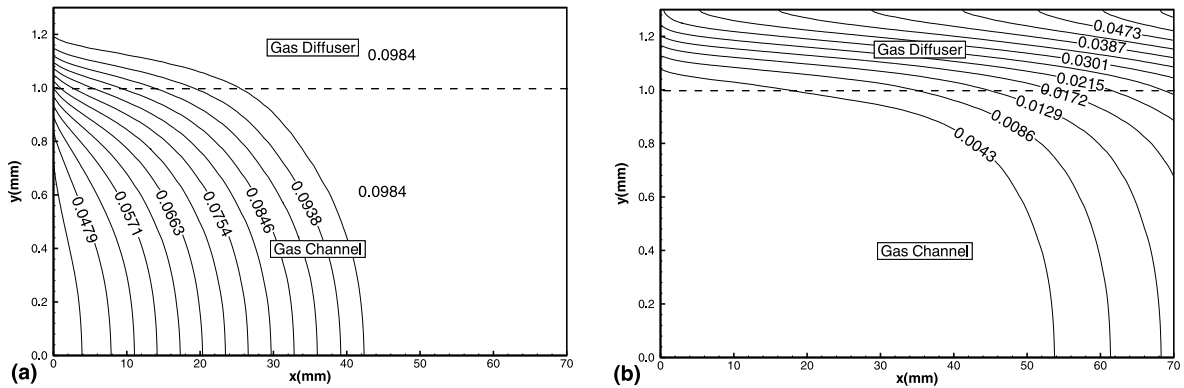 1.2
1.0
0.8
0.6
0.4
0.2
0.0
y(mm)
Gas Diffuser
0.0984
0.0984
0.0479
0.0571
0.0663
0.0754
0.0846
0.0938
Gas Channel
0 10 20 30 40 50 60 70
x(mm)
(a)
1.2
1.0
0.8
0.6
0.4
0.2
0.0
y(mm)
0.0473
Gas Diffuser
0.0387
0.0301
0.0215
0.0172
0.0129
0.0086
0.0043
Gas Channel
0 10 20 30 40 50 60 70
x(mm)
(b)